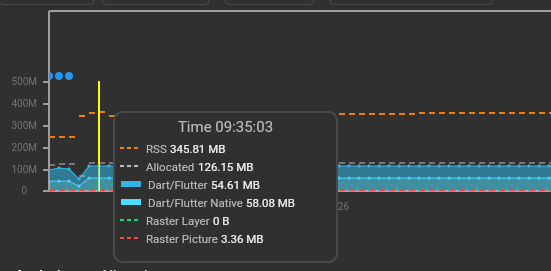 500M
400M
300M
200M
100M
0
Time 09:35:03
RSS 345.81 MB
Allocated 126.15 MB
Dart/Flutter 54.61 MB
Dart/Flutter Native 58.08 MB
Raster Layer 0 B
Raster Picture 3.36 MB
26